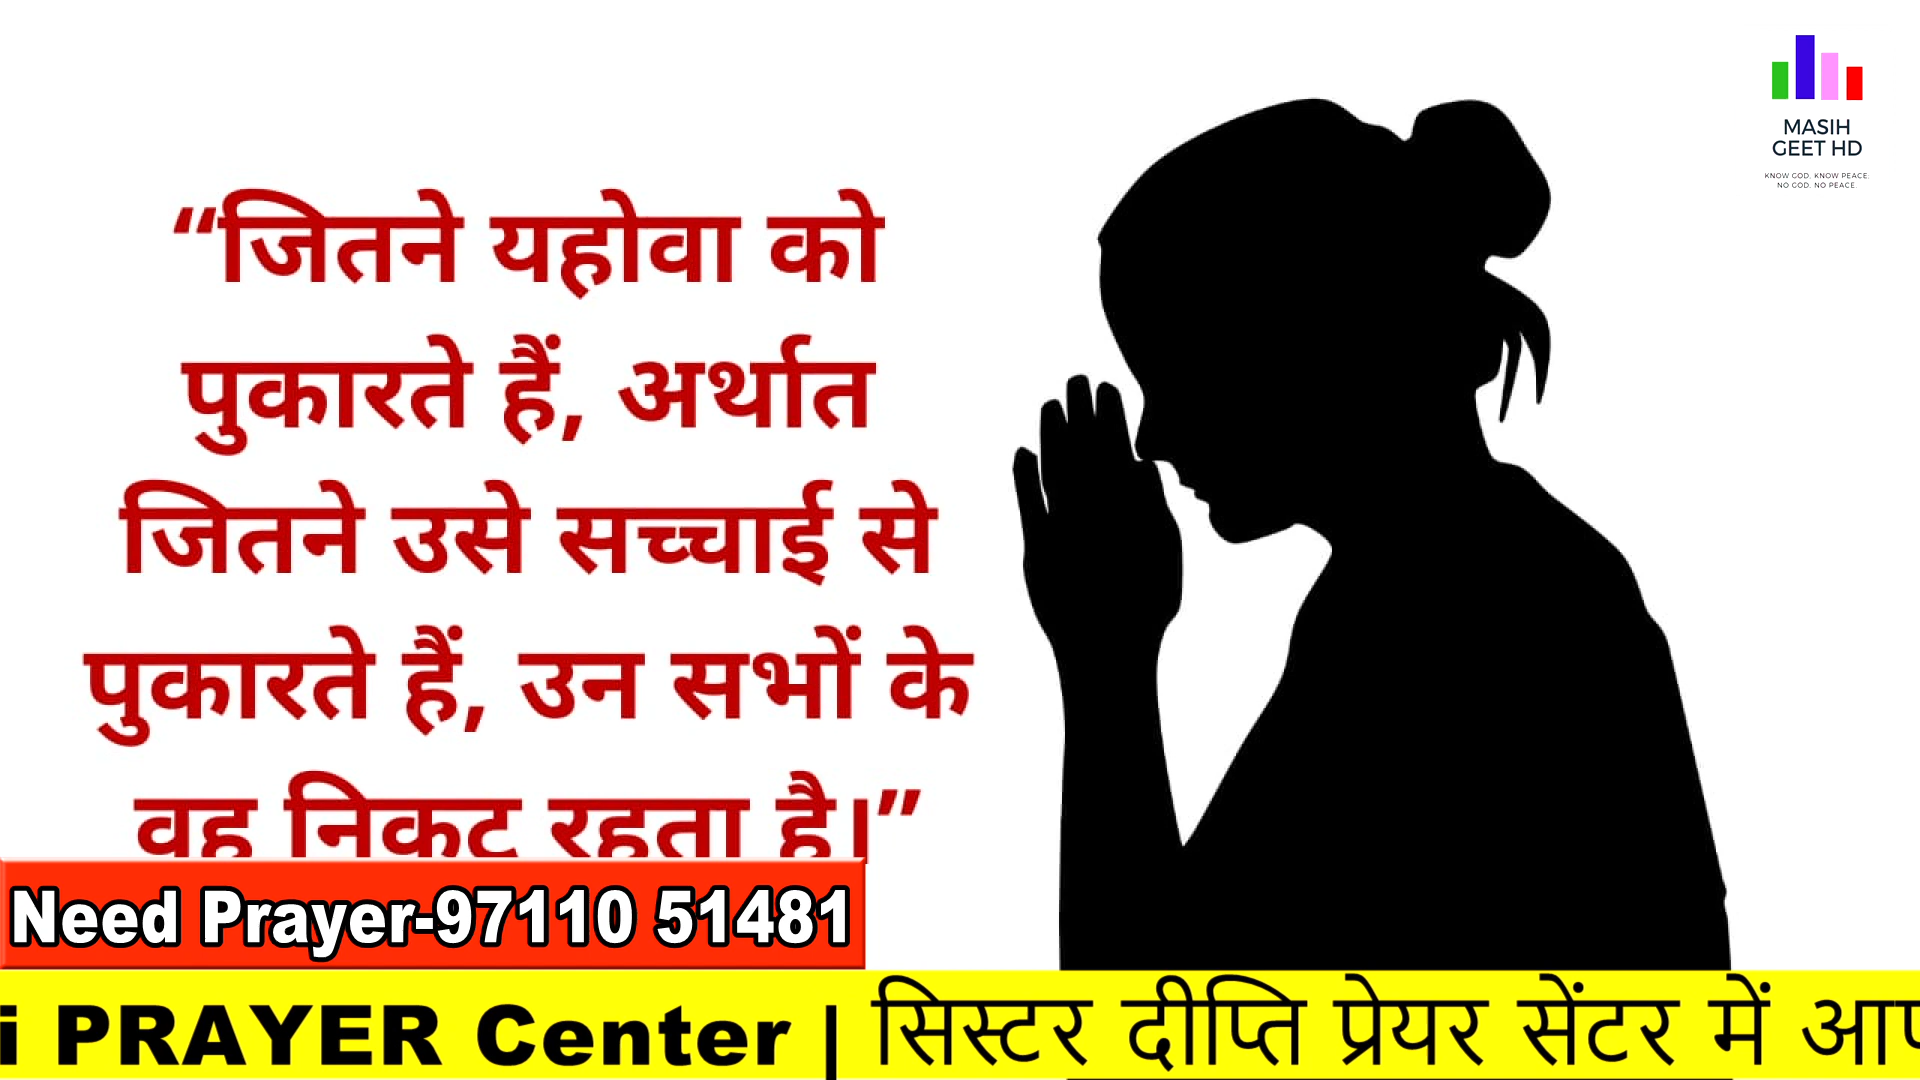 “जितने यहोवा को
पुकारते हैं, अर्थात
जितने उसे सच्चाई से
पुकारते हैं, उन सभों के
वह निकट रहता है।”
MASIH
GEET HD
KNOW GOD. KNOW PEACE.
NO GOD. NO PEACE.
Need Prayer-97110 51481
i PRAYER Center | सिस्टर दीप्ति प्रेयर सेंटर में